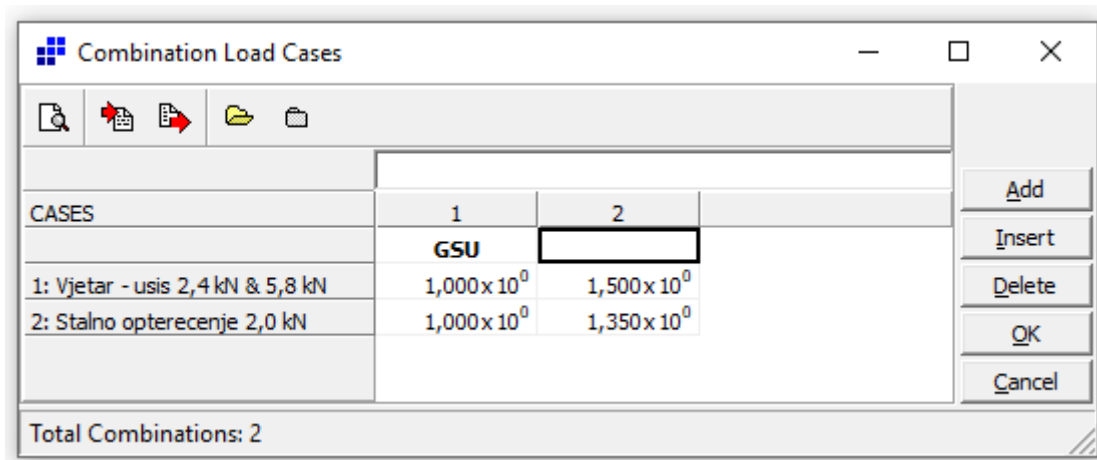 Combination Load Cases
Add
CASES 1 2
GSU
Insert
1: Vjetar - usis 2,4 kN & 5,8 kN 1,000 x 10⁰ 1,500 x 10⁰
Delete
2: Stalno opterecenje 2,0 kN 1,000 x 10⁰ 1,350 x 10⁰
OK
Cancel
Total Combinations: 2